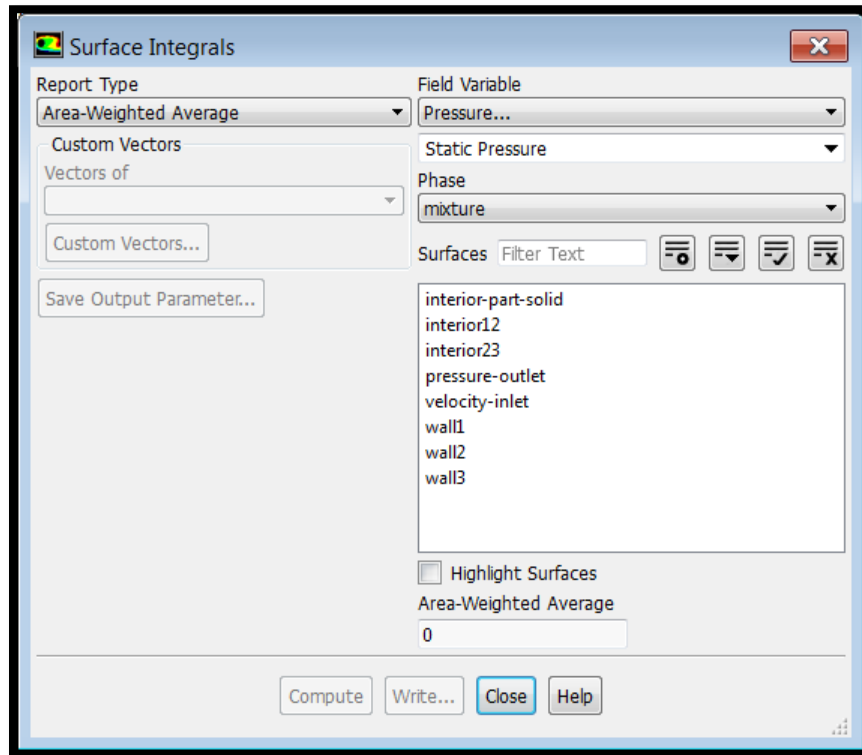 Surface Integrals
Report Type
Area-Weighted Average
Custom Vectors
Vectors of
Custom Vectors...
Save Output Parameter...
Field Variable
Pressure...
Static Pressure
Phase
mixture
Surfaces Filter Text
interior-part-solid
interior12
interior23
pressure-outlet
velocity-inlet
wall1
wall2
wall3
Highlight Surfaces
Area-Weighted Average
0
Compute Write... Close Help